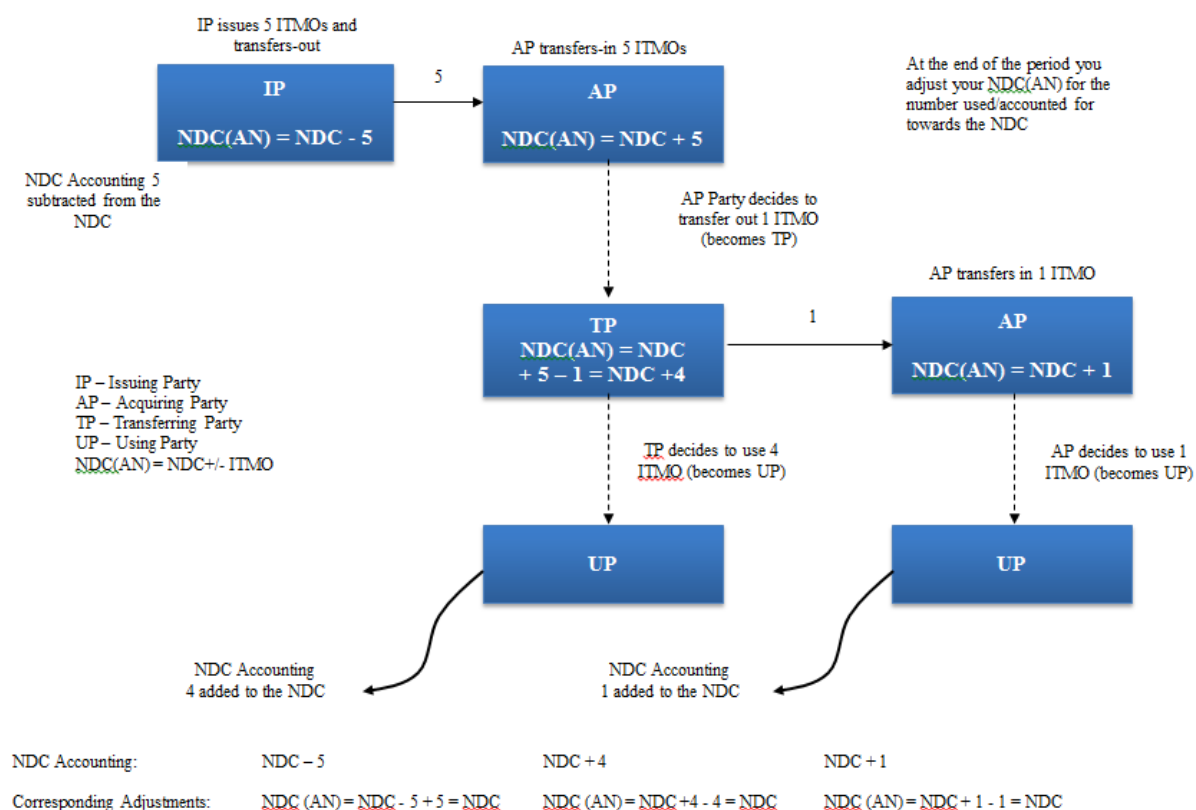 IP issues 5 ITMOs and
transfers-out
AP transfers-in 5 ITMOs
At the end of the period you
adjust your NDC(AN) for the
number used/accounted for
towards the NDC
IP
NDC(AN) = NDC - 5
5
AP
NDC(AN) = NDC + 5
NDC Accounting 5
subtracted from the
NDC
AP Party decides to
transfer out 1 ITMO
(becomes TP)
AP transfers in 1 ITMO
TP
NDC(AN) = NDC
+ 5 – 1 = NDC +4
1
AP
NDC(AN) = NDC + 1
IP – Issuing Party
AP – Acquiring Party
TP – Transferring Party
UP – Using Party
NDC(AN) = NDC+/- ITMO
TP decides to use 4
ITMO (becomes UP)
AP decides to use 1
ITMO (becomes UP)
UP
UP
NDC Accounting
4 added to the NDC
NDC Accounting
1 added to the NDC
NDC Accounting: NDC – 5 NDC + 4 NDC + 1
Corresponding Adjustments: NDC (AN) = NDC - 5 + 5 = NDC NDC (AN) = NDC +4 - 4 = NDC NDC (AN) = NDC + 1 - 1 = NDC